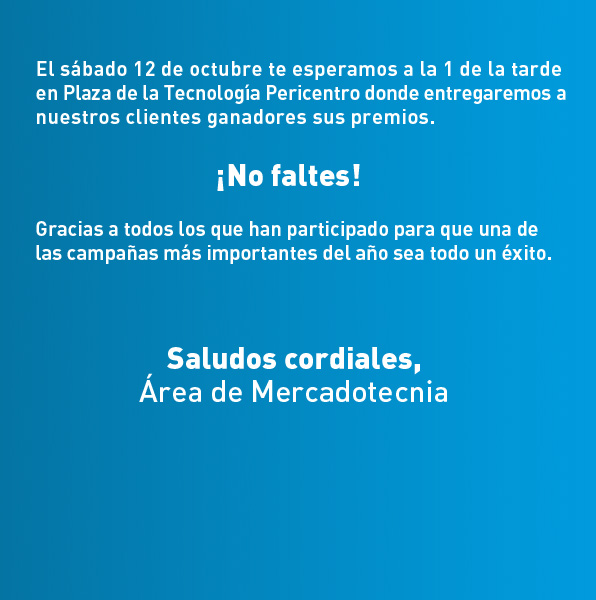 El sábado 12 de octubre te esperamos a la 1 de la tarde
en Plaza de la Tecnología Pericentro donde entregaremos a
nuestros clientes ganadores sus premios.
¡No faltes!
Gracias a todos los que han participado para que una de
las campañas más importantes del año sea todo un éxito.
Saludos cordiales,
Área de Mercadotecnia